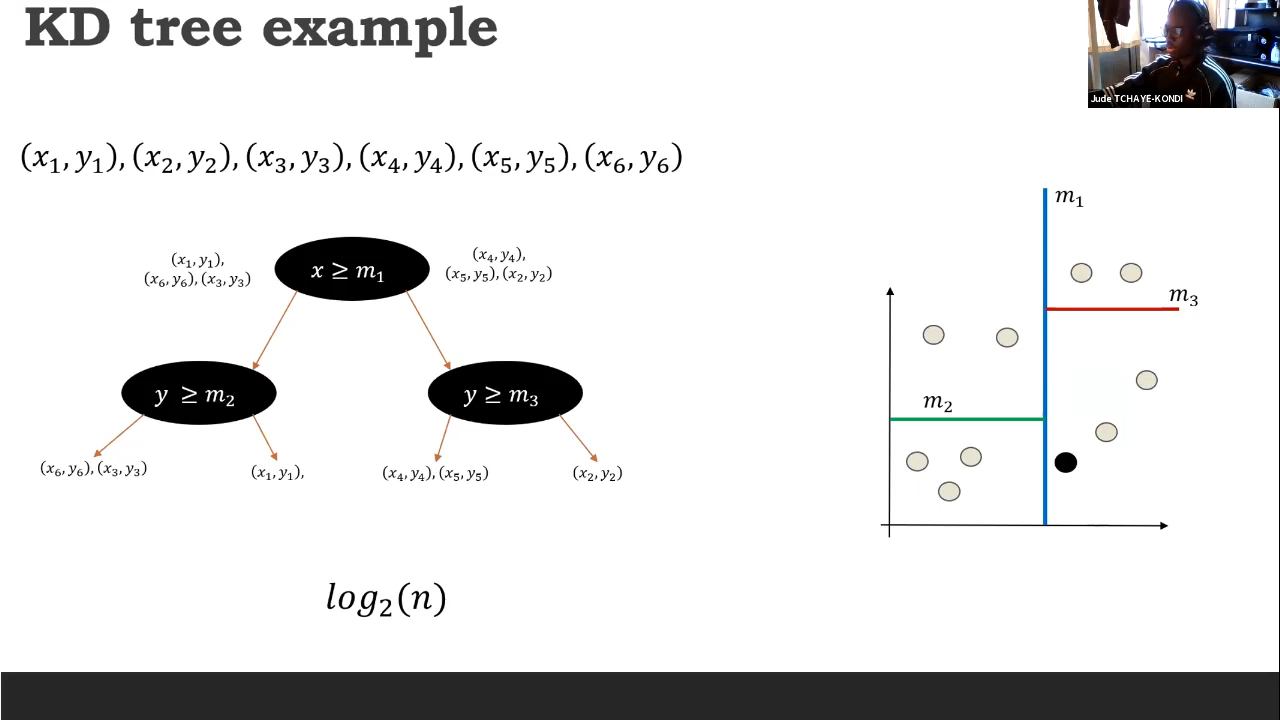 KD tree example
Jude TCHAYE-KONDI
(x₁, y₁), (x₂, y₂), (x₃, y₃), (x₄, y₄), (x₅, y₅), (x₆, y₆)
m₁
(x₁, y₁),
(x₆, y₆), (x₃, y₃)
x ≥ m₁
(x₄, y₄),
(x₅, y₅), (x₂, y₂)
m₃
y ≥ m₂
y ≥ m₃
m₂
(x₆, y₆), (x₃, y₃)
(x₁, y₁),
(x₄, y₄), (x₅, y₅)
(x₂, y₂)
log₂(n)